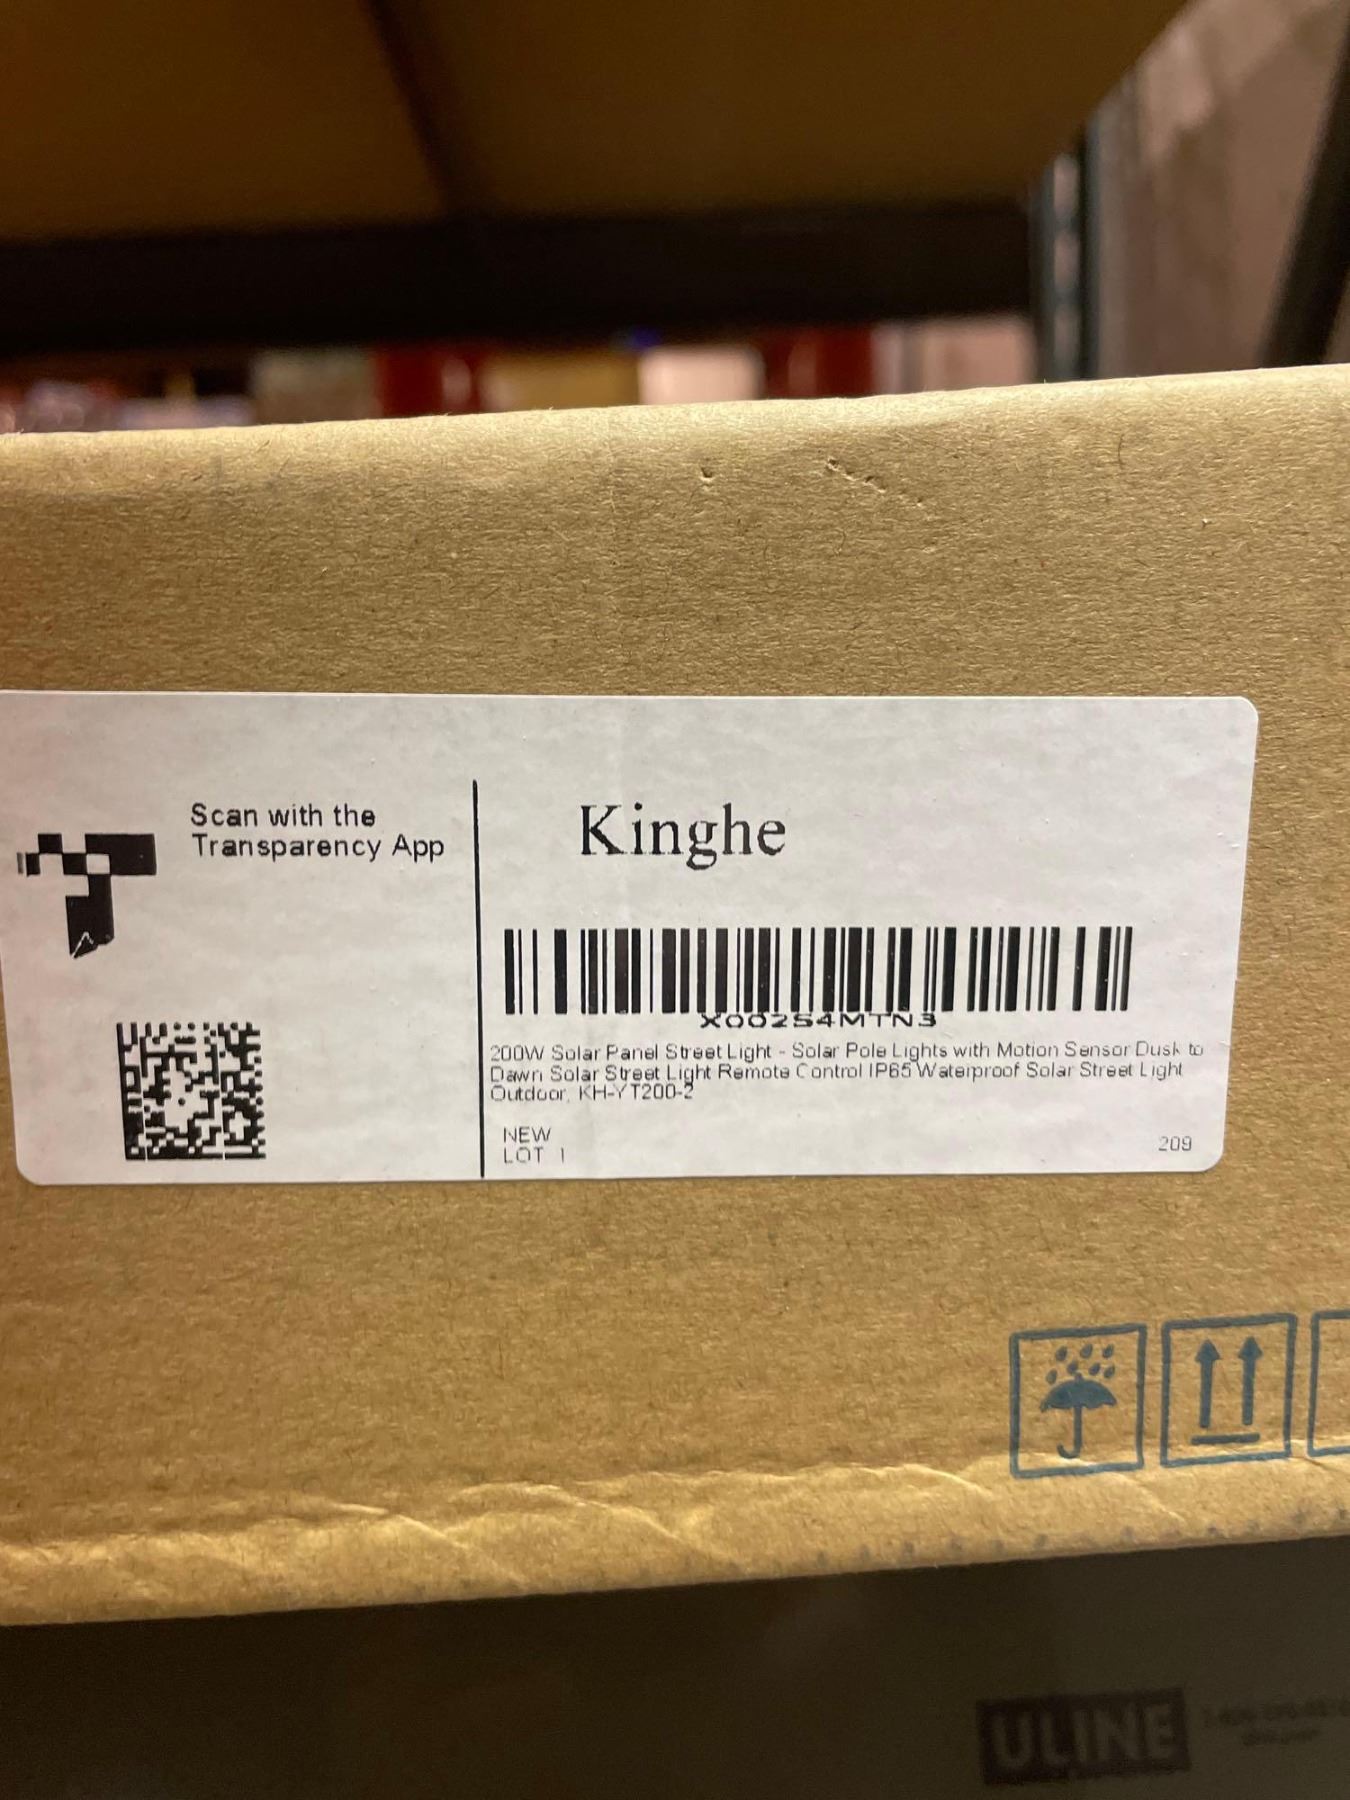 Scan with the
Transparency App
Kinghe
X002S4MTN3
200W Solar Panel Street Light - Solar Pole Lights with Motion Sensor Dusk to
Dawn Solar Street Light Remote Control IP65 Waterproof Solar Street Light
Outdoor, KH-YT200-2
NEW
LOT 1
209
ULINE